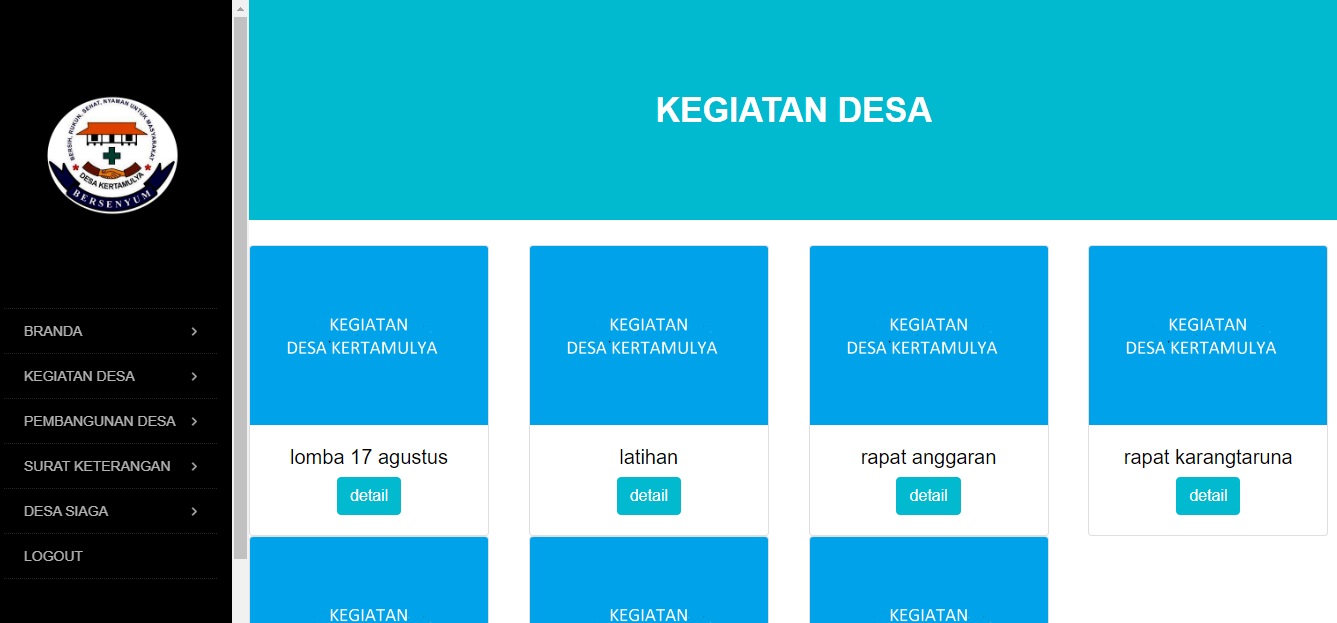 BERSIH, RUKUN, SEHAT, NYAMAN UNTUK MASYARAKAT
DESA KERTAMULYA
BERSENYUM
BRANDA
KEGIATAN DESA
PEMBANGUNAN DESA
SURAT KETERANGAN
DESA SIAGA
LOGOUT
KEGIATAN DESA
KEGIATAN
DESA KERTAMULYA
lomba 17 agustus
detail
KEGIATAN
DESA KERTAMULYA
latihan
detail
KEGIATAN
DESA KERTAMULYA
rapat anggaran
detail
KEGIATAN
DESA KERTAMULYA
rapat karangtaruna
detail
KEGIATAN
KEGIATAN
KEGIATAN